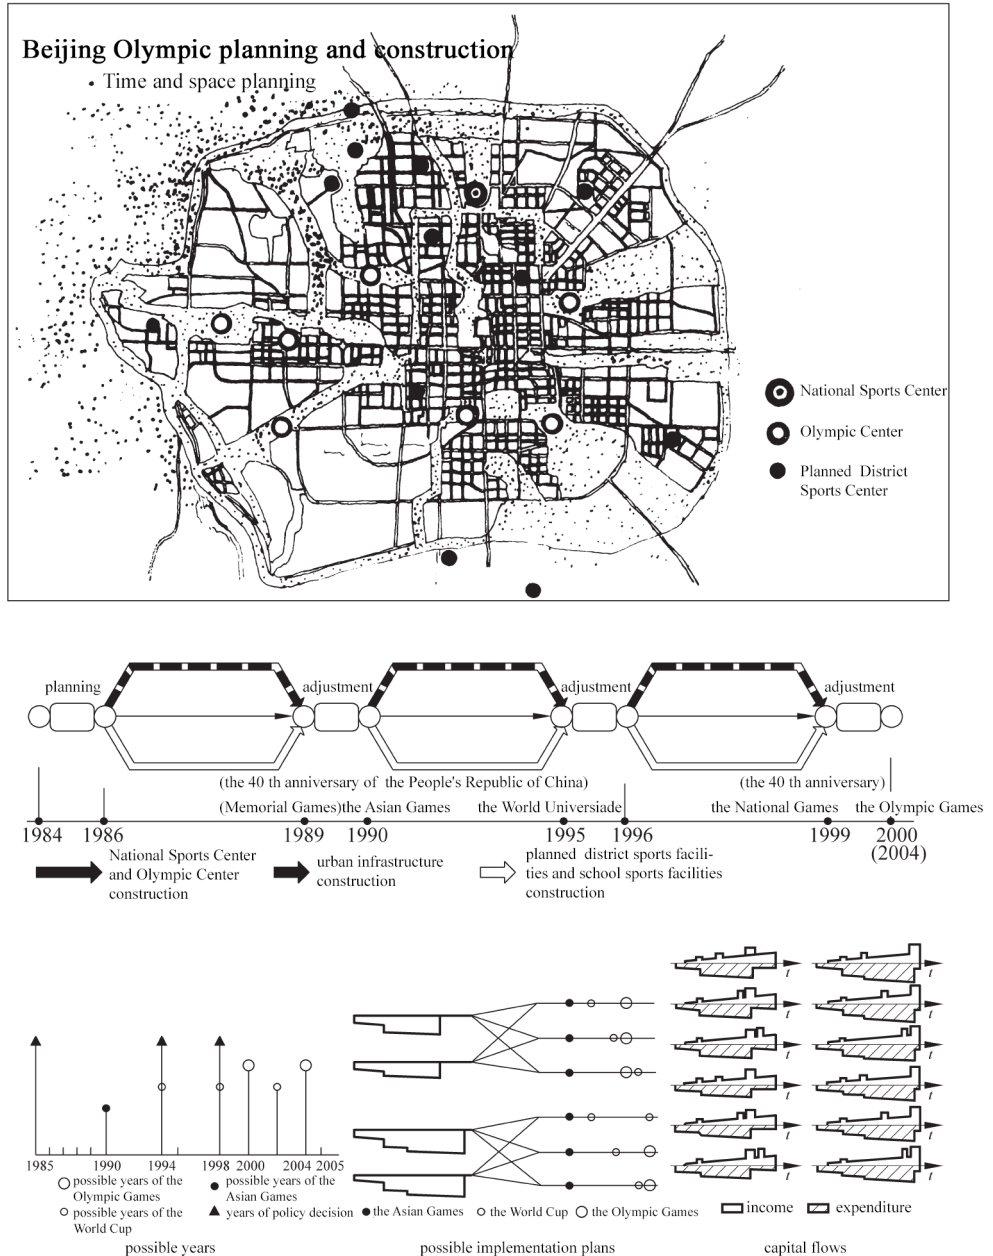 Beijing Olympic planning and construction
• Time and space planning
National Sports Center
Olympic Center
Planned District
Sports Center
planning
adjustment
adjustment
adjustment
(the 40 th anniversary of the People's Republic of China)
(the 40 th anniversary)
(Memorial Games)
the Asian Games
the World Universiade
the National Games
the Olympic Games
1984
1986
1989
1990
1995
1996
1999
2000
(2004)
National Sports Center
and Olympic Center
construction
urban infrastructure
construction
planned district sports facili-
ties and school sports facilities
construction
t
t
t
t
t
t
t
t
t
t
t
t
1985
1990
1994
1998
2000
2004
2005
possible years of the
Olympic Games
possible years of the
World Cup
possible years of the
Asian Games
years of policy decision
possible years
the Asian Games
the World Cup
the Olympic Games
possible implementation plans
income
expenditure
capital flows